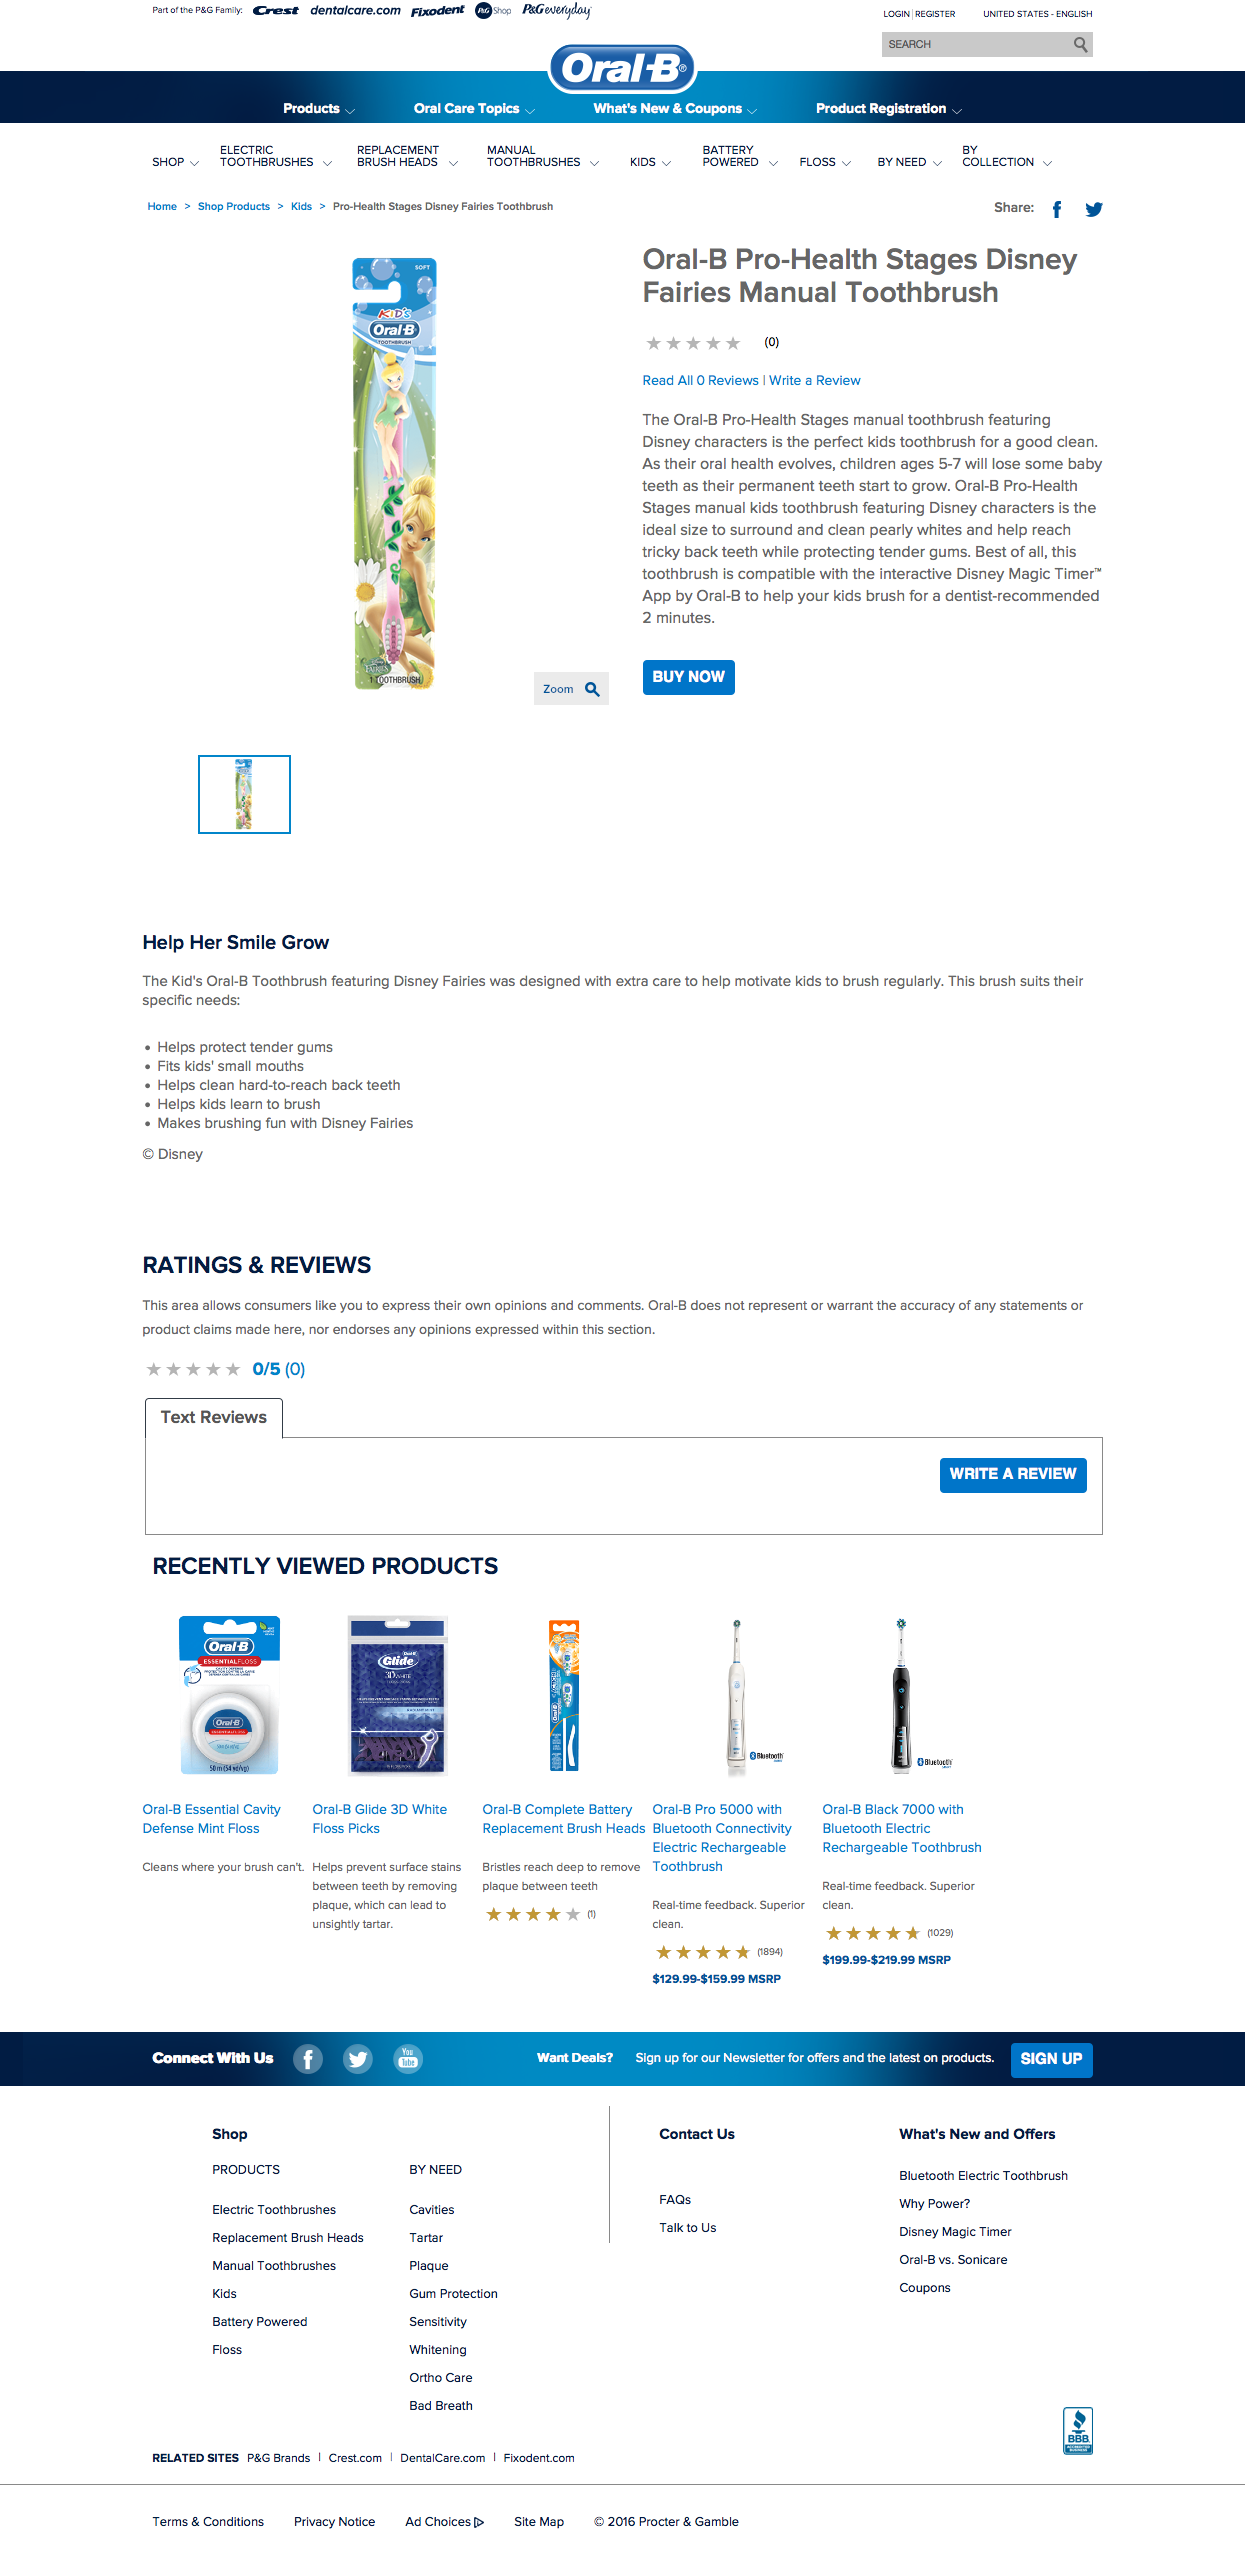 Part of the P&G Family: Crest dentalcare.com Fixodent P&G Shop P&G everyday
LOGIN | REGISTER UNITED STATES - ENGLISH
SEARCH
Oral-B®
Products Oral Care Topics What's New & Coupons Product Registration
SHOP ELECTRIC TOOTHBRUSHES REPLACEMENT BRUSH HEADS MANUAL TOOTHBRUSHES KIDS BATTERY POWERED FLOSS BY NEED BY COLLECTION
Home > Shop Products > Kids > Pro-Health Stages Disney Fairies Toothbrush
Share:
SOFT
KID'S
Oral-B
TOOTHBRUSH
FAIRIES
1 TOOTHBRUSH
Zoom
Oral-B Pro-Health Stages Disney
Fairies Manual Toothbrush
(0)
Read All 0 Reviews | Write a Review
The Oral-B Pro-Health Stages manual toothbrush featuring
Disney characters is the perfect kids toothbrush for a good clean.
As their oral health evolves, children ages 5-7 will lose some baby
teeth as their permanent teeth start to grow. Oral-B Pro-Health
Stages manual kids toothbrush featuring Disney characters is the
ideal size to surround and clean pearly whites and help reach
tricky back teeth while protecting tender gums. Best of all, this
toothbrush is compatible with the interactive Disney Magic Timer™
App by Oral-B to help your kids brush for a dentist-recommended
2 minutes.
BUY NOW
Help Her Smile Grow
The Kid's Oral-B Toothbrush featuring Disney Fairies was designed with extra care to help motivate kids to brush regularly. This brush suits their
specific needs:
• Helps protect tender gums
• Fits kids' small mouths
• Helps clean hard-to-reach back teeth
• Helps kids learn to brush
• Makes brushing fun with Disney Fairies
© Disney
RATINGS & REVIEWS
This area allows consumers like you to express their own opinions and comments. Oral-B does not represent or warrant the accuracy of any statements or
product claims made here, nor endorses any opinions expressed within this section.
0/5 (0)
Text Reviews
WRITE A REVIEW
RECENTLY VIEWED PRODUCTS
Oral-B
ESSENTIALFLOSS
Oral-B
50 m (54 yd/vg)
Glide
3D WHITE
Oral-B
Bluetooth
Bluetooth
Oral-B Essential Cavity
Defense Mint Floss
Cleans where your brush can't.
Oral-B Glide 3D White
Floss Picks
Helps prevent surface stains
between teeth by removing
plaque, which can lead to
unsightly tartar.
Oral-B Complete Battery
Replacement Brush Heads
Bristles reach deep to remove
plaque between teeth
(1)
Oral-B Pro 5000 with
Bluetooth Connectivity
Electric Rechargeable
Toothbrush
Real-time feedback. Superior
clean.
(1894)
$129.99-$159.99 MSRP
Oral-B Black 7000 with
Bluetooth Electric
Rechargeable Toothbrush
Real-time feedback. Superior
clean.
(1029)
$199.99-$219.99 MSRP
Connect With Us You Tube Want Deals? Sign up for our Newsletter for offers and the latest on products. SIGN UP
Shop
PRODUCTS
Electric Toothbrushes
Replacement Brush Heads
Manual Toothbrushes
Kids
Battery Powered
Floss
BY NEED
Cavities
Tartar
Plaque
Gum Protection
Sensitivity
Whitening
Ortho Care
Bad Breath
Contact Us
FAQs
Talk to Us
What's New and Offers
Bluetooth Electric Toothbrush
Why Power?
Disney Magic Timer
Oral-B vs. Sonicare
Coupons
BBB
RELATED SITES P&G Brands | Crest.com | DentalCare.com | Fixodent.com
Terms & Conditions Privacy Notice Ad Choices Site Map © 2016 Procter & Gamble